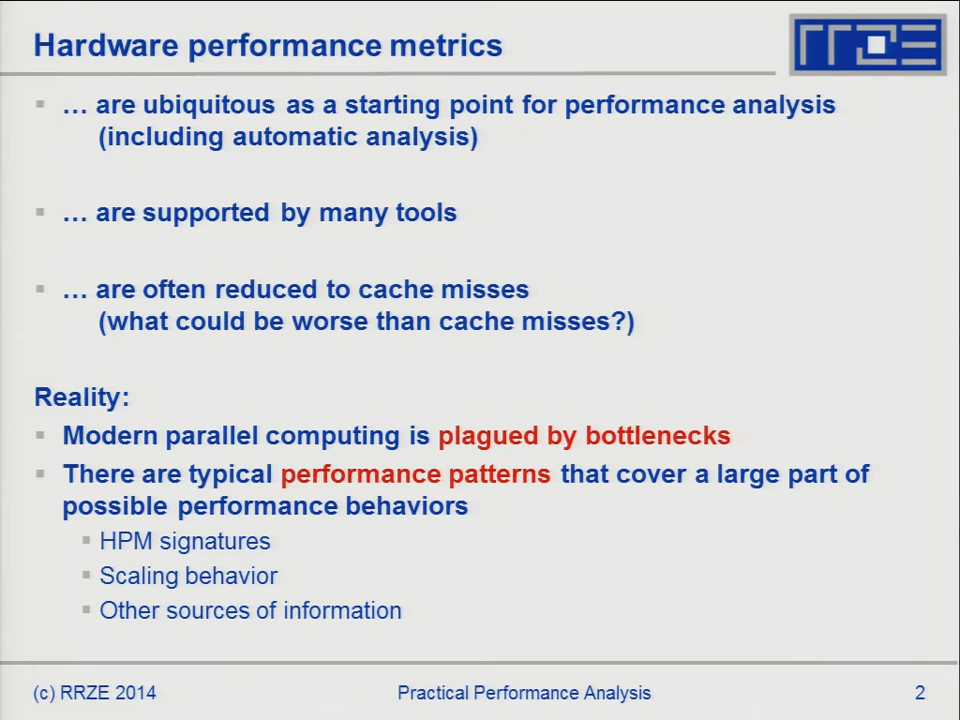 Hardware performance metrics
RRZE
… are ubiquitous as a starting point for performance analysis
(including automatic analysis)
… are supported by many tools
… are often reduced to cache misses
(what could be worse than cache misses?)
Reality:
Modern parallel computing is plagued by bottlenecks
There are typical performance patterns that cover a large part of
possible performance behaviors
HPM signatures
Scaling behavior
Other sources of information
(c) RRZE 2014
Practical Performance Analysis
2